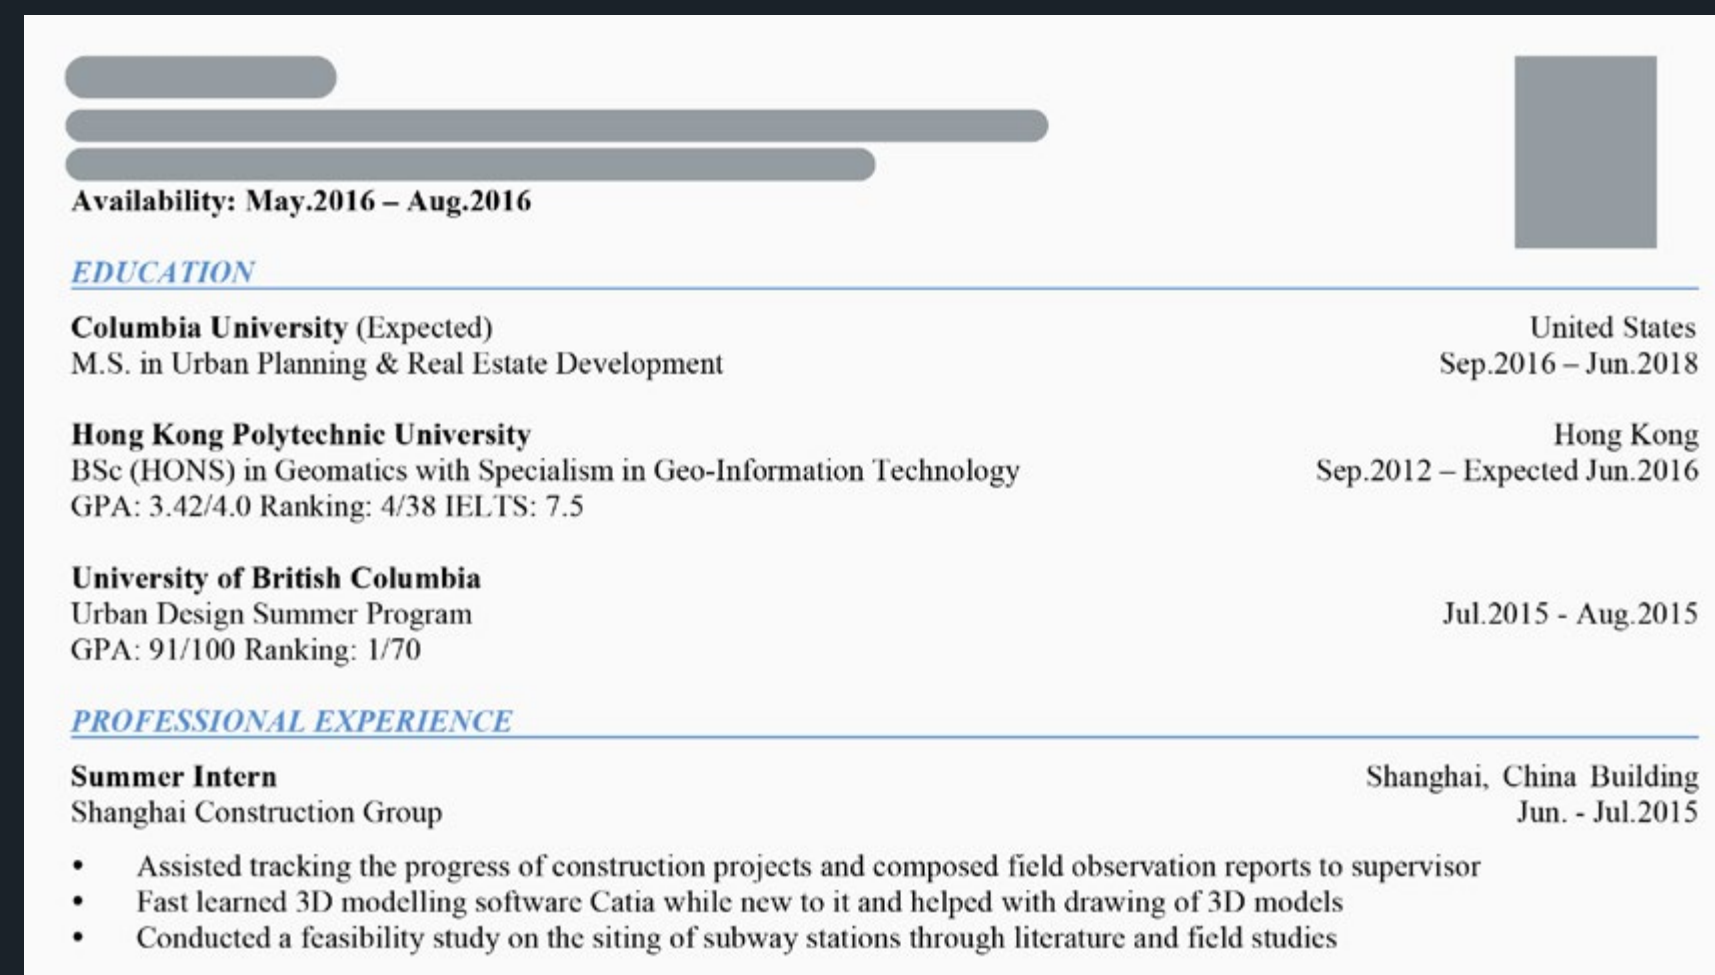 Availability: May.2016 – Aug.2016
EDUCATION
Columbia University (Expected) United States
M.S. in Urban Planning & Real Estate Development Sep.2016 – Jun.2018
Hong Kong Polytechnic University Hong Kong
BSc (HONS) in Geomatics with Specialism in Geo-Information Technology Sep.2012 – Expected Jun.2016
GPA: 3.42/4.0 Ranking: 4/38 IELTS: 7.5
University of British Columbia
Urban Design Summer Program Jul.2015 - Aug.2015
GPA: 91/100 Ranking: 1/70
PROFESSIONAL EXPERIENCE
Summer Intern Shanghai, China Building
Shanghai Construction Group Jun. - Jul.2015
• Assisted tracking the progress of construction projects and composed field observation reports to supervisor
• Fast learned 3D modelling software Catia while new to it and helped with drawing of 3D models
• Conducted a feasibility study on the siting of subway stations through literature and field studies